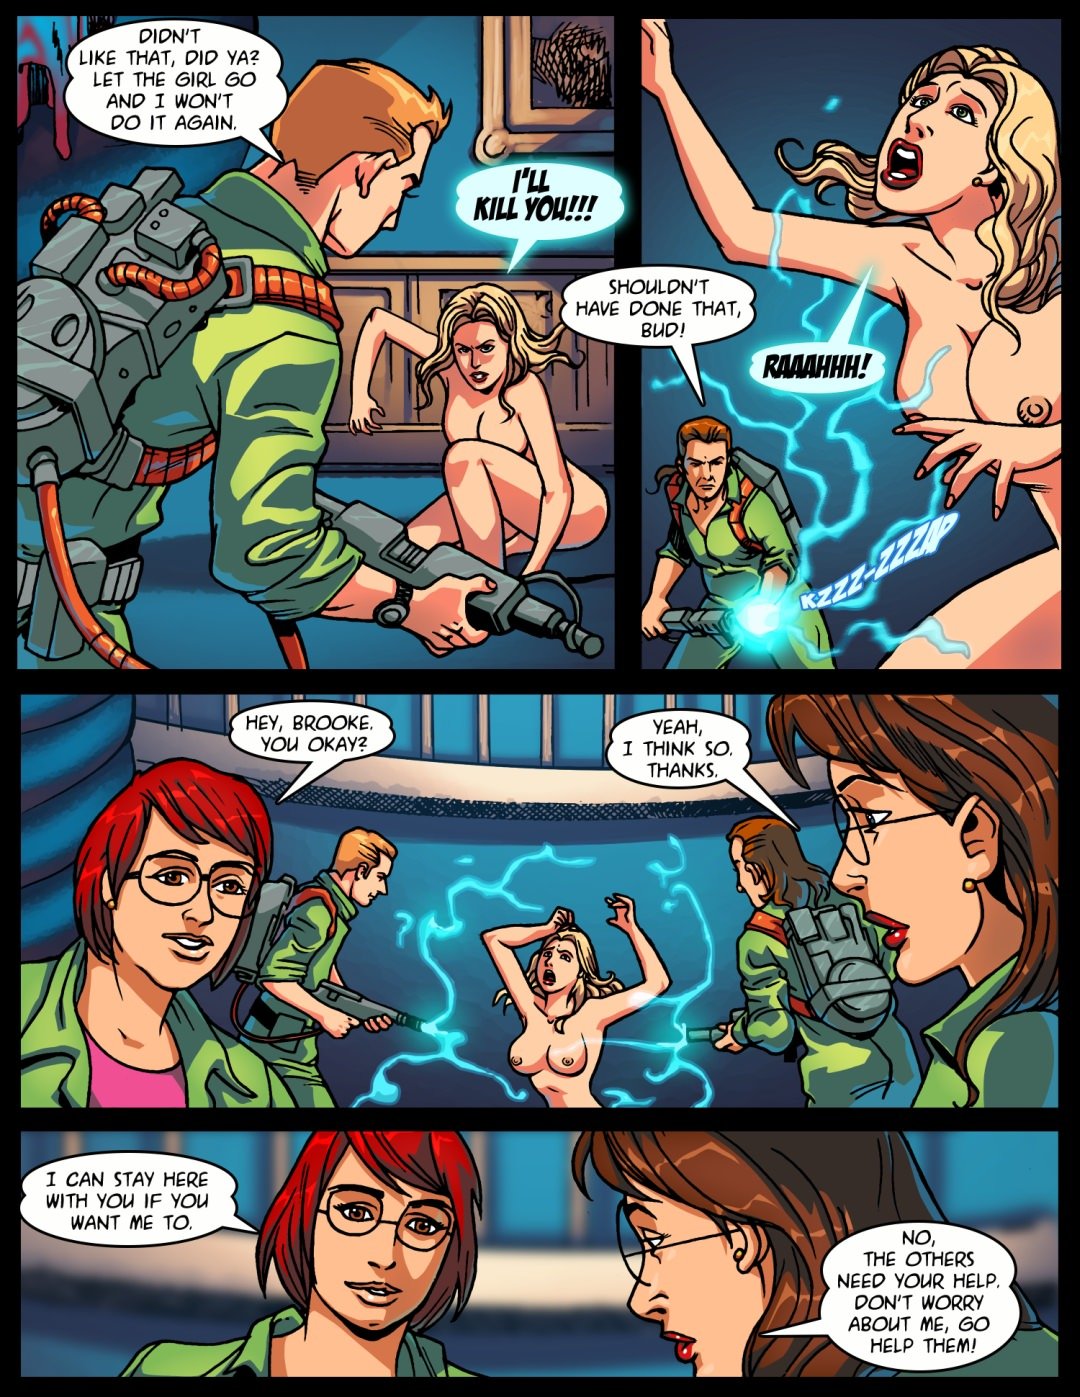 DIDN'T
LIKE THAT, DID YA?
LET THE GIRL GO
AND I WON'T
DO IT AGAIN.
I'LL
KILL YOU!!!
SHOULDN'T
HAVE DONE THAT,
BUD!
RAAAHHH!
K-ZZZ-ZZZAP
HEY, BROOKE.
YOU OKAY?
YEAH,
I THINK SO.
THANKS.
I CAN STAY HERE
WITH YOU IF YOU
WANT ME TO.
NO,
THE OTHERS
NEED YOUR HELP.
DON'T WORRY
ABOUT ME, GO
HELP THEM!